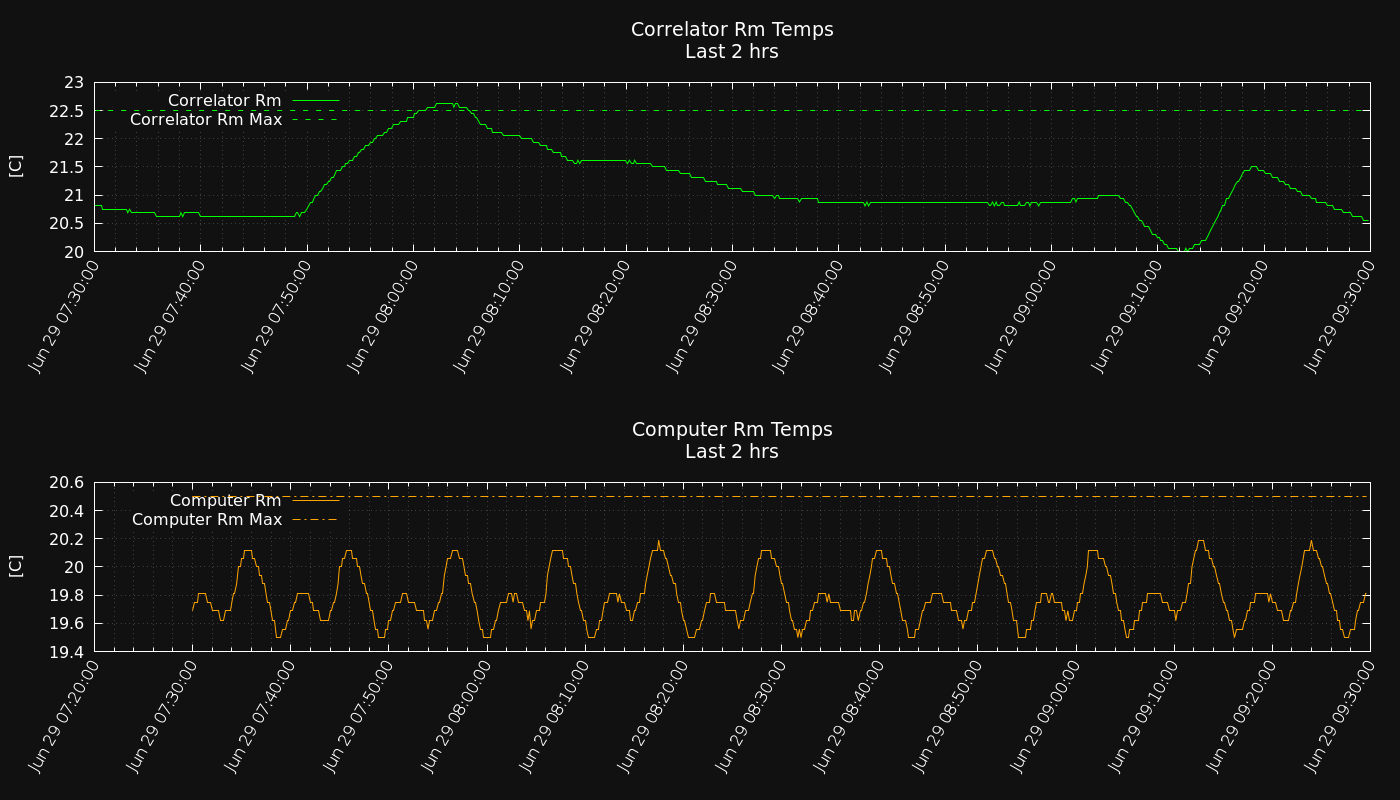 Correlator Rm Temps
Last 2 hrs
23
22.5
22
21.5
21
20.5
20
[C]
Correlator Rm
Correlator Rm Max
Jun 29 07:30:00
Jun 29 07:40:00
Jun 29 07:50:00
Jun 29 08:00:00
Jun 29 08:10:00
Jun 29 08:20:00
Jun 29 08:30:00
Jun 29 08:40:00
Jun 29 08:50:00
Jun 29 09:00:00
Jun 29 09:10:00
Jun 29 09:20:00
Jun 29 09:30:00
Computer Rm Temps
Last 2 hrs
20.6
20.4
20.2
20
19.8
19.6
19.4
[C]
Computer Rm
Computer Rm Max
Jun 29 07:20:00
Jun 29 07:30:00
Jun 29 07:40:00
Jun 29 07:50:00
Jun 29 08:00:00
Jun 29 08:10:00
Jun 29 08:20:00
Jun 29 08:30:00
Jun 29 08:40:00
Jun 29 08:50:00
Jun 29 09:00:00
Jun 29 09:10:00
Jun 29 09:20:00
Jun 29 09:30:00